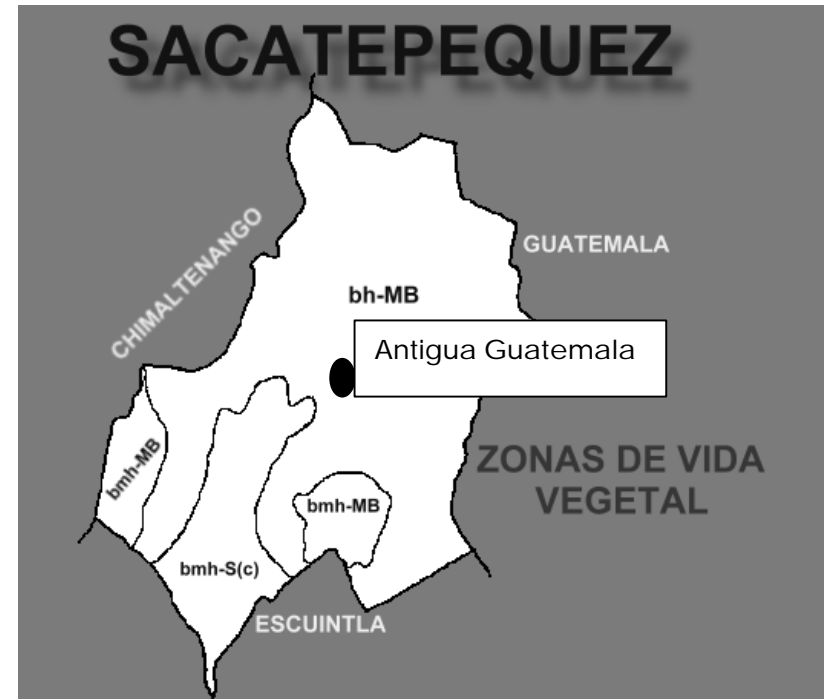 SACATEPEQUEZ
CHIMALTENANGO
GUATEMALA
bh-MB
Antigua Guatemala
bmh-MB
ZONAS DE VIDA
VEGETAL
bmh-MB
bmh-S(c)
ESCUINTLA